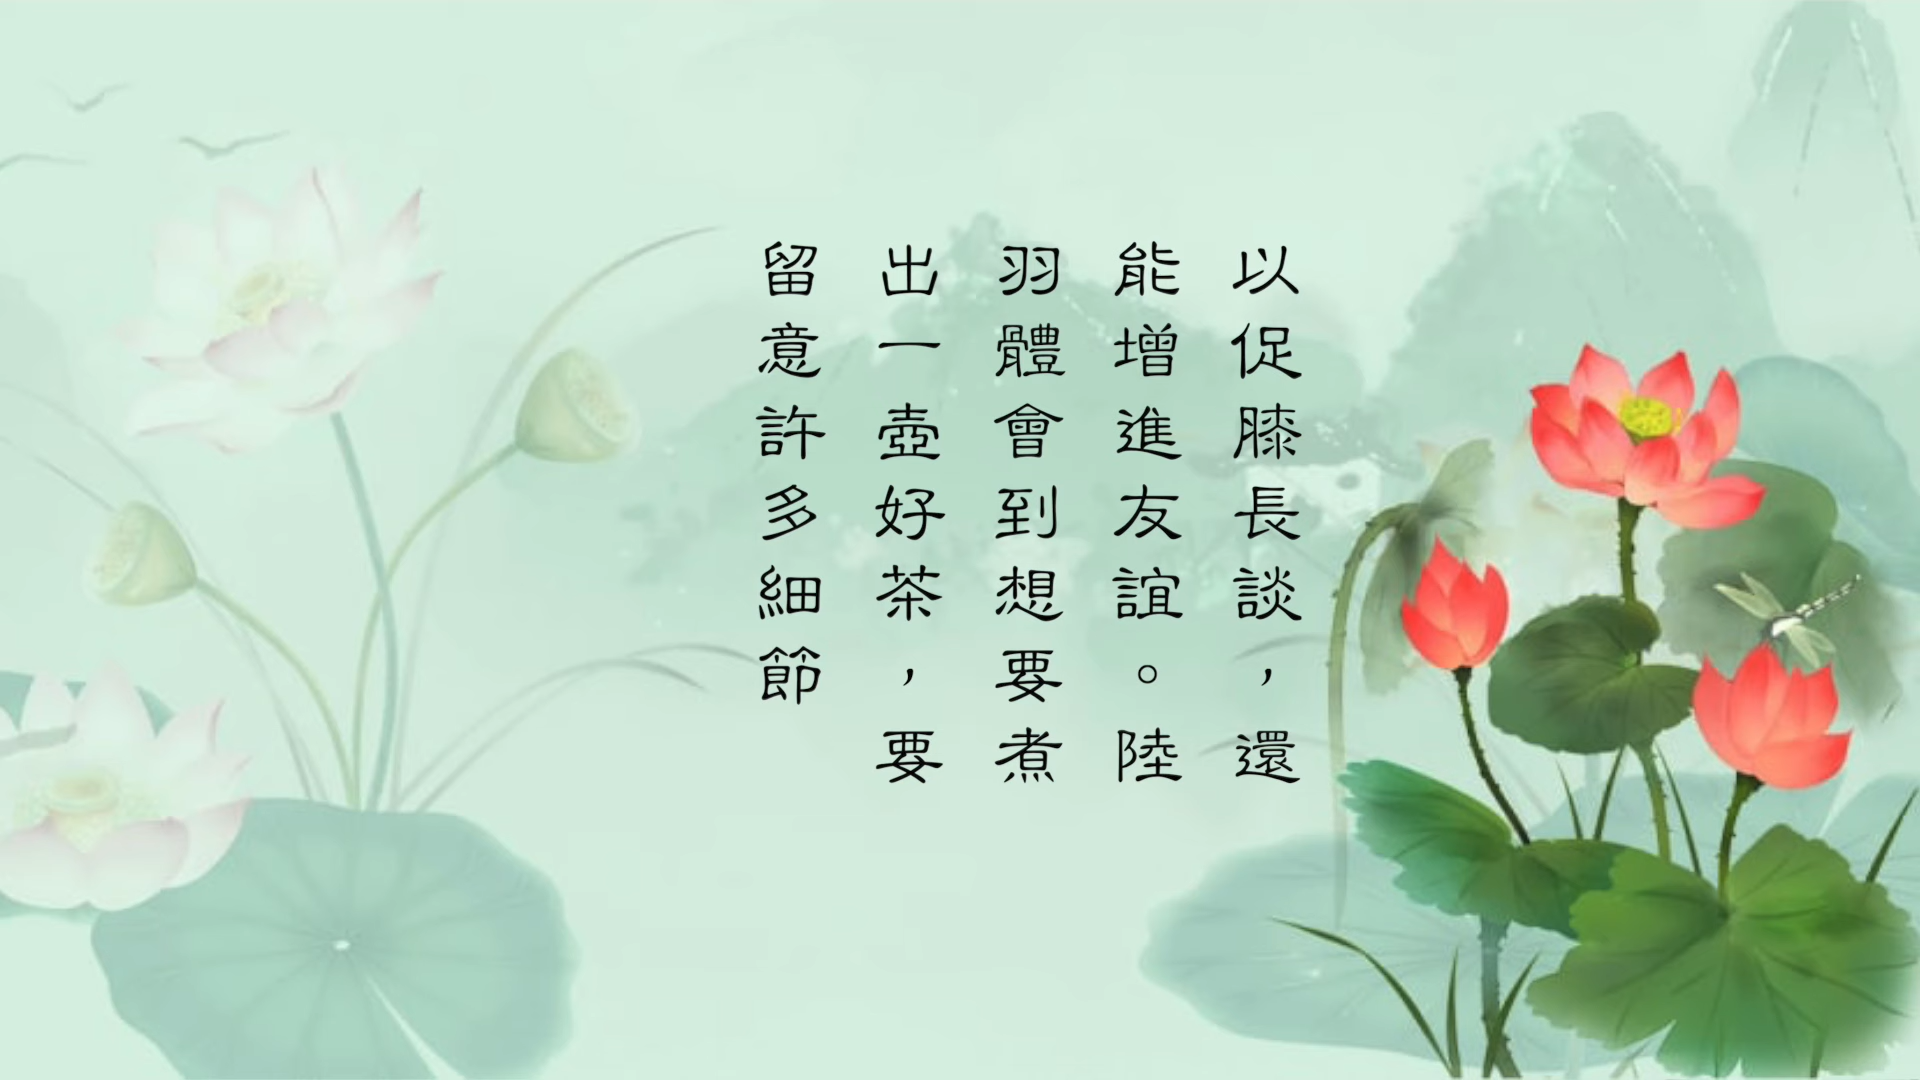 以促膝長談，還
能增進友誼。陸
羽體會到想要煮
出一壺好茶，要
留意許多細節